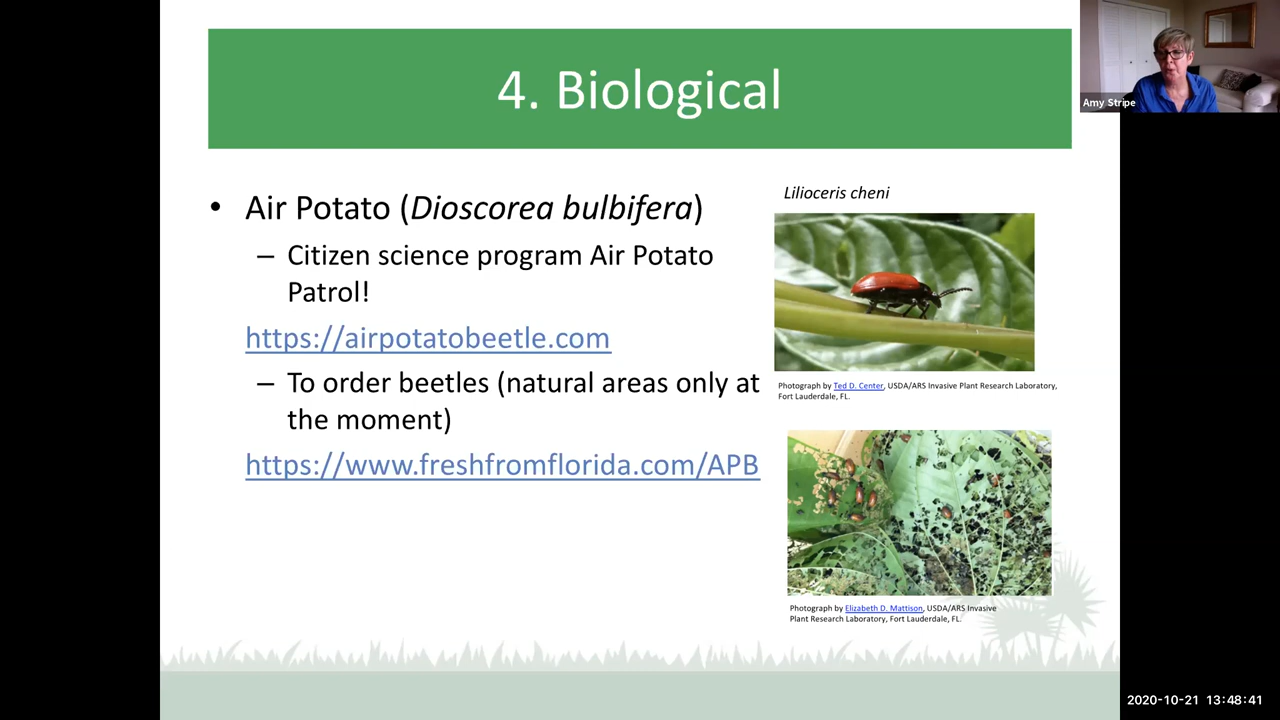 4. Biological
Amy Stripe
• Air Potato (Dioscorea bulbifera)
– Citizen science program Air Potato
Patrol!
https://airpotatobeetle.com
– To order beetles (natural areas only at
the moment)
https://www.freshfromflorida.com/APB
Lilioceris cheni
Photograph by Ted D. Center, USDA/ARS Invasive Plant Research Laboratory,
Fort Lauderdale, FL.
Photograph by Elizabeth D. Mattison, USDA/ARS Invasive
Plant Research Laboratory, Fort Lauderdale, FL.
2020-10-21 13:48:41